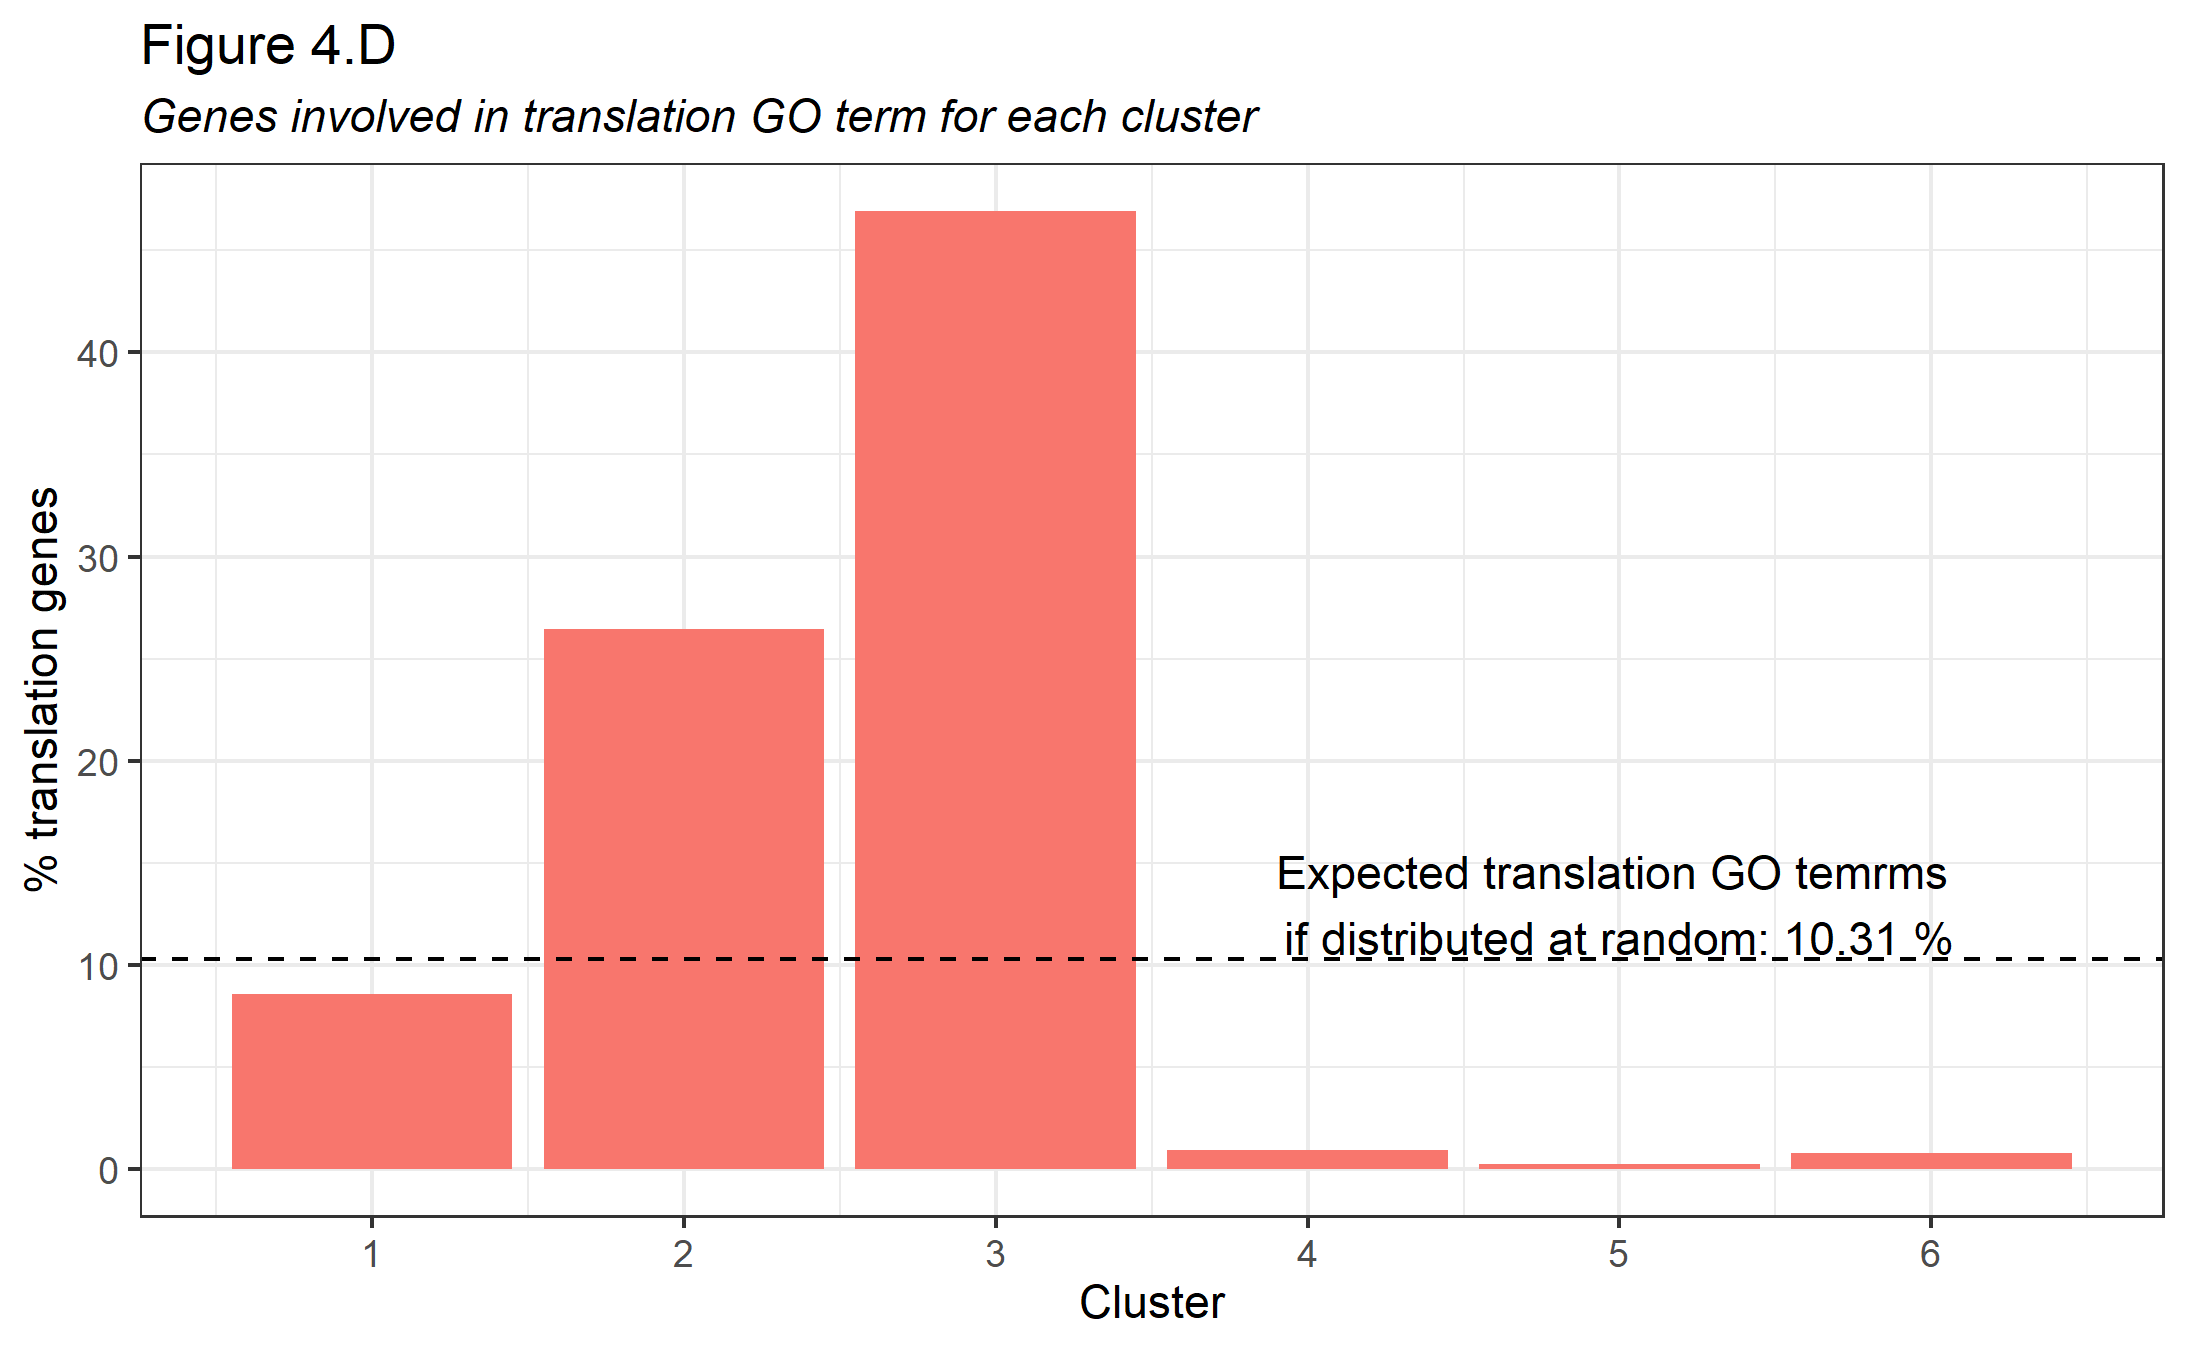 Figure 4.D
Genes involved in translation GO term for each cluster
% translation genes
40
30
20
10
0
Expected translation GO temrms
if distributed at random: 10.31 %
1 2 3 4 5 6
Cluster